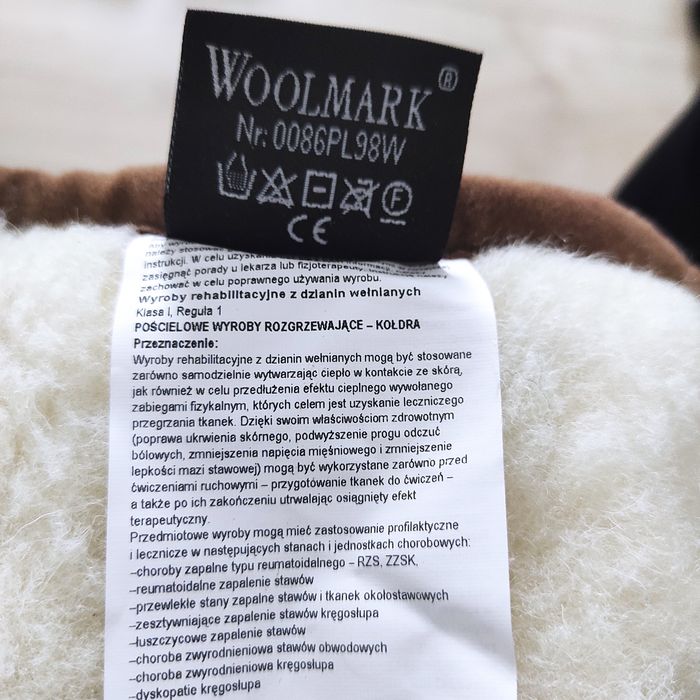 WOOLMARK ®
Nr: 0086PL98W
F
CE
należy stosować
instrukcji. W celu uzyskania
zasięgnąć porady u lekarza lub fizjoterapeuty.
zachować w celu poprawnego używania wyrobu.
Wyroby rehabilitacyjne z dzianin wełnianych
Klasa I, Reguła 1
POŚCIELOWE WYROBY ROZGRZEWAJĄCE – KOŁDRA
Przeznaczenie:
Wyroby rehabilitacyjne z dzianin wełnianych mogą być stosowane
zarówno samodzielnie wytwarzając ciepło w kontakcie ze skórą,
jak również w celu przedłużenia efektu cieplnego wywołanego
zabiegami fizykalnym, których celem jest uzyskanie leczniczego
przegrzania tkanek. Dzięki swoim właściwościom zdrowotnym
(poprawa ukrwienia skórnego, podwyższenie progu odczuć
bólowych, zmniejszenia napięcia mięśniowego i zmniejszenie
lepkości mazi stawowej) mogą być wykorzystane zarówno przed
ćwiczeniami ruchowymi – przygotowanie tkanek do ćwiczeń –
a także po ich zakończeniu utrwalając osiągnięty efekt
terapeutyczny.
Przedmiotowe wyroby mogą mieć zastosowanie profilaktyczne
i lecznicze w następujących stanach i jednostkach chorobowych:
–choroby zapalne typu reumatoidalnego – RZS, ZZSK,
–reumatoidalne zapalenie stawów
–przewlekłe stany zapalne stawów i tkanek okołostawowych
–zesztywniające zapalenie stawów kręgosłupa
–łuszczycowe zapalenie stawów
–choroba zwyrodnieniowa stawów obwodowych
–choroba zwyrodnieniowa kręgosłupa
–dyskopatie kręgosłupa